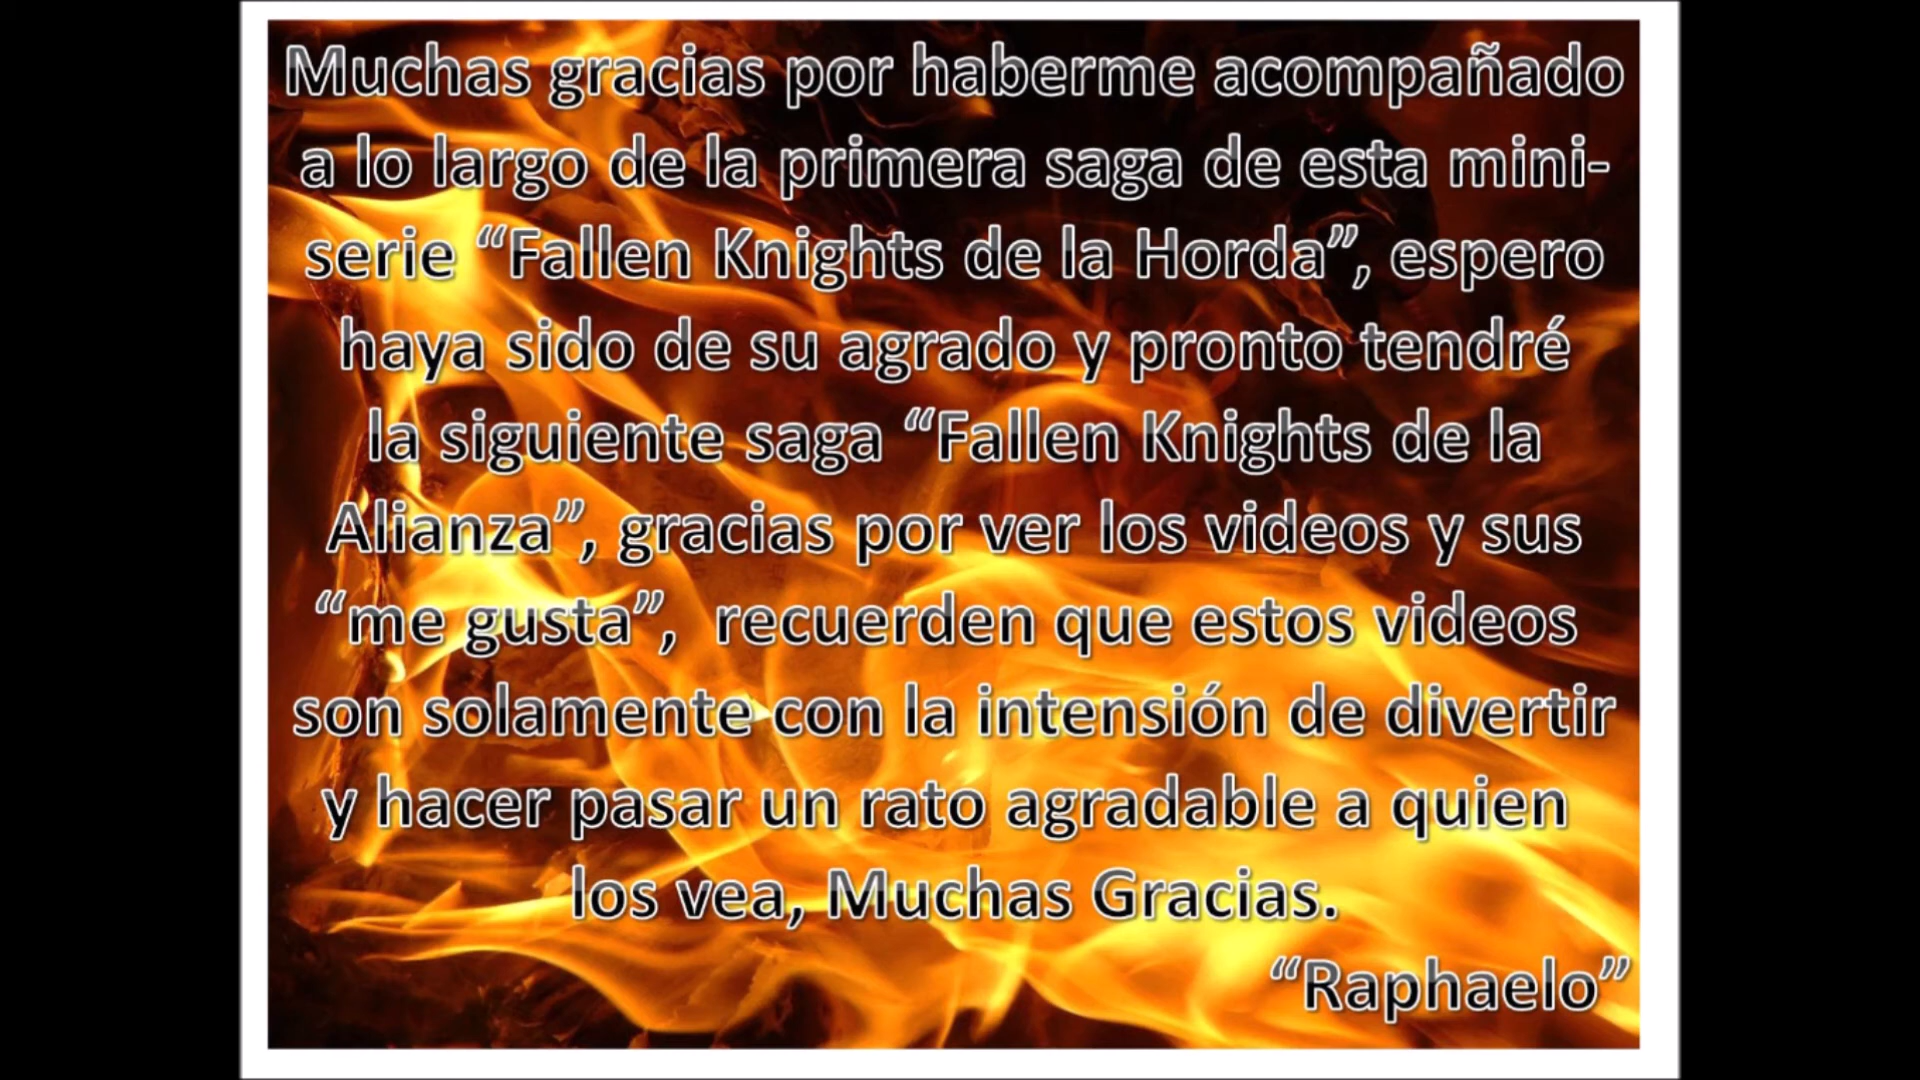 Muchas gracias por haberme acompañado
a lo largo de la primera saga de esta mini-
serie “Fallen Knights de la Horda”, espero
haya sido de su agrado y pronto tendré
la siguiente saga “Fallen Knights de la
Alianza”, gracias por ver los videos y sus
“me gusta”,  recuerden que estos videos
son solamente con la intensión de divertir
y hacer pasar un rato agradable a quien
los vea, Muchas Gracias.
“Raphaelo”